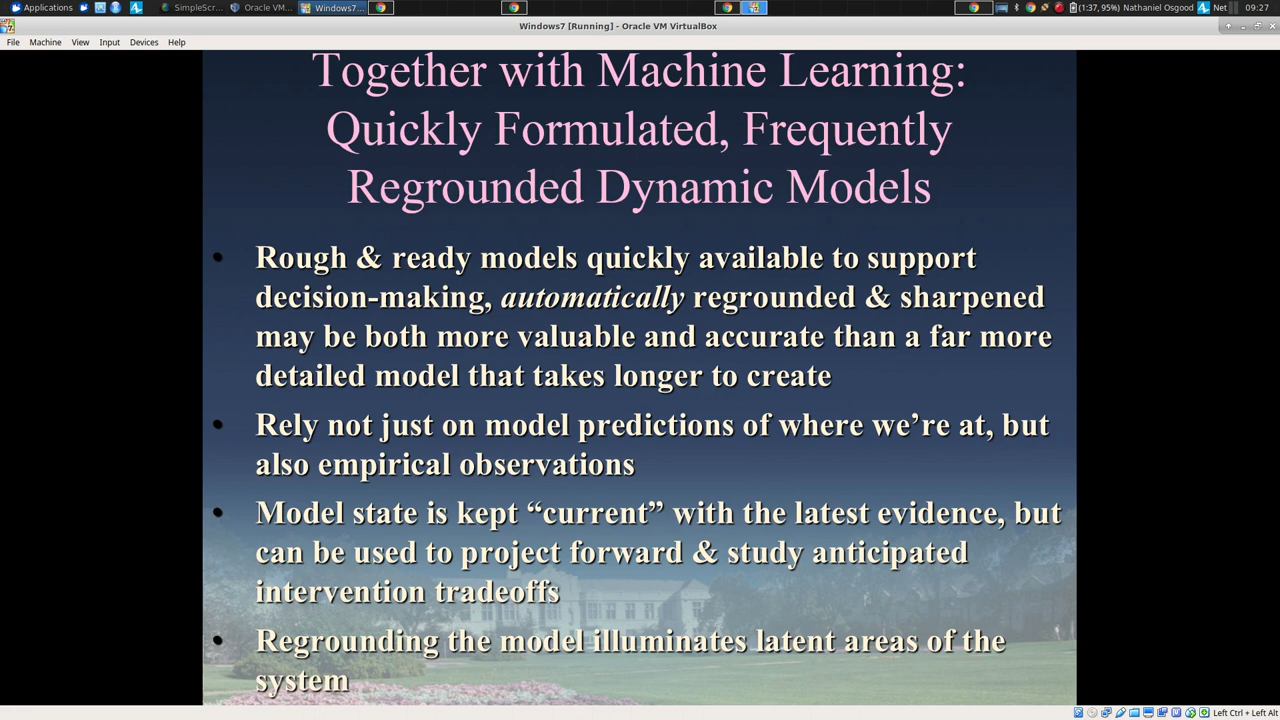 Applications
SimpleScr...
Oracle VM...
Windows7...
(1:37, 95%) Nathaniel Osgood
Net
09:27
Windows7 [Running] - Oracle VM VirtualBox
File Machine View Input Devices Help
Together with Machine Learning:
Quickly Formulated, Frequently
Regrounded Dynamic Models
• Rough & ready models quickly available to support
decision-making, automatically regrounded & sharpened
may be both more valuable and accurate than a far more
detailed model that takes longer to create
• Rely not just on model predictions of where we’re at, but
also empirical observations
• Model state is kept “current” with the latest evidence, but
can be used to project forward & study anticipated
intervention tradeoffs
• Regrounding the model illuminates latent areas of the
system
Left Ctrl + Left Alt